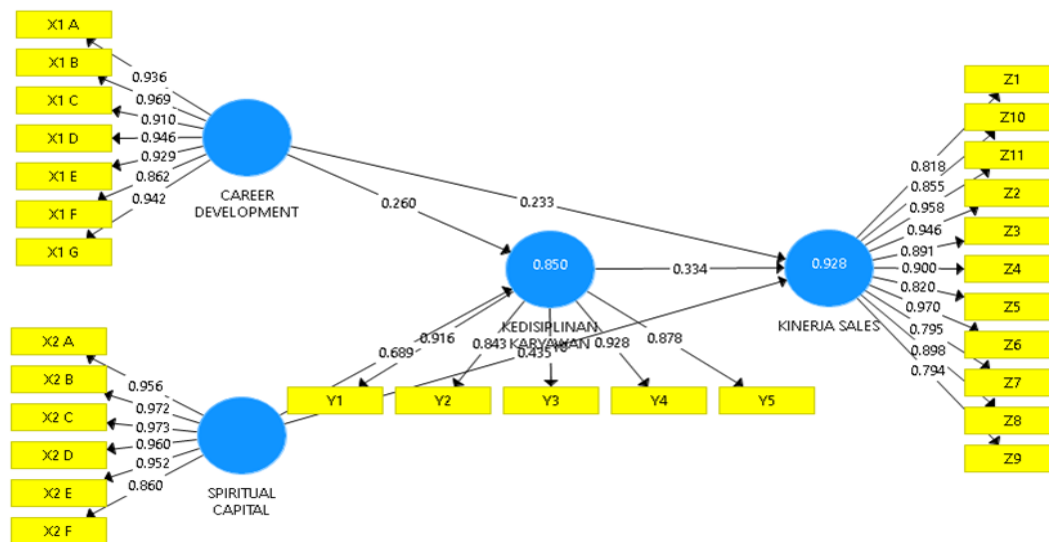 X1 A
X1 B
X1 C
X1 D
X1 E
X1 F
X1 G
0.936
0.969
0.910
0.946
0.929
0.862
0.942
CAREER
DEVELOPMENT
0.260
0.233
X2 A
X2 B
X2 C
X2 D
X2 E
X2 F
0.956
0.972
0.973
0.960
0.952
0.860
SPIRITUAL
CAPITAL
0.689
0.435
0.850
KEDISIPLINAN
KARYAWAN
0.334
0.916
0.843
0.928
0.878
Y1
Y2
Y3
Y4
Y5
0.928
KINERJA SALES
0.818
0.855
0.958
0.946
0.891
0.900
0.820
0.970
0.795
0.898
0.794
Z1
Z10
Z11
Z2
Z3
Z4
Z5
Z6
Z7
Z8
Z9